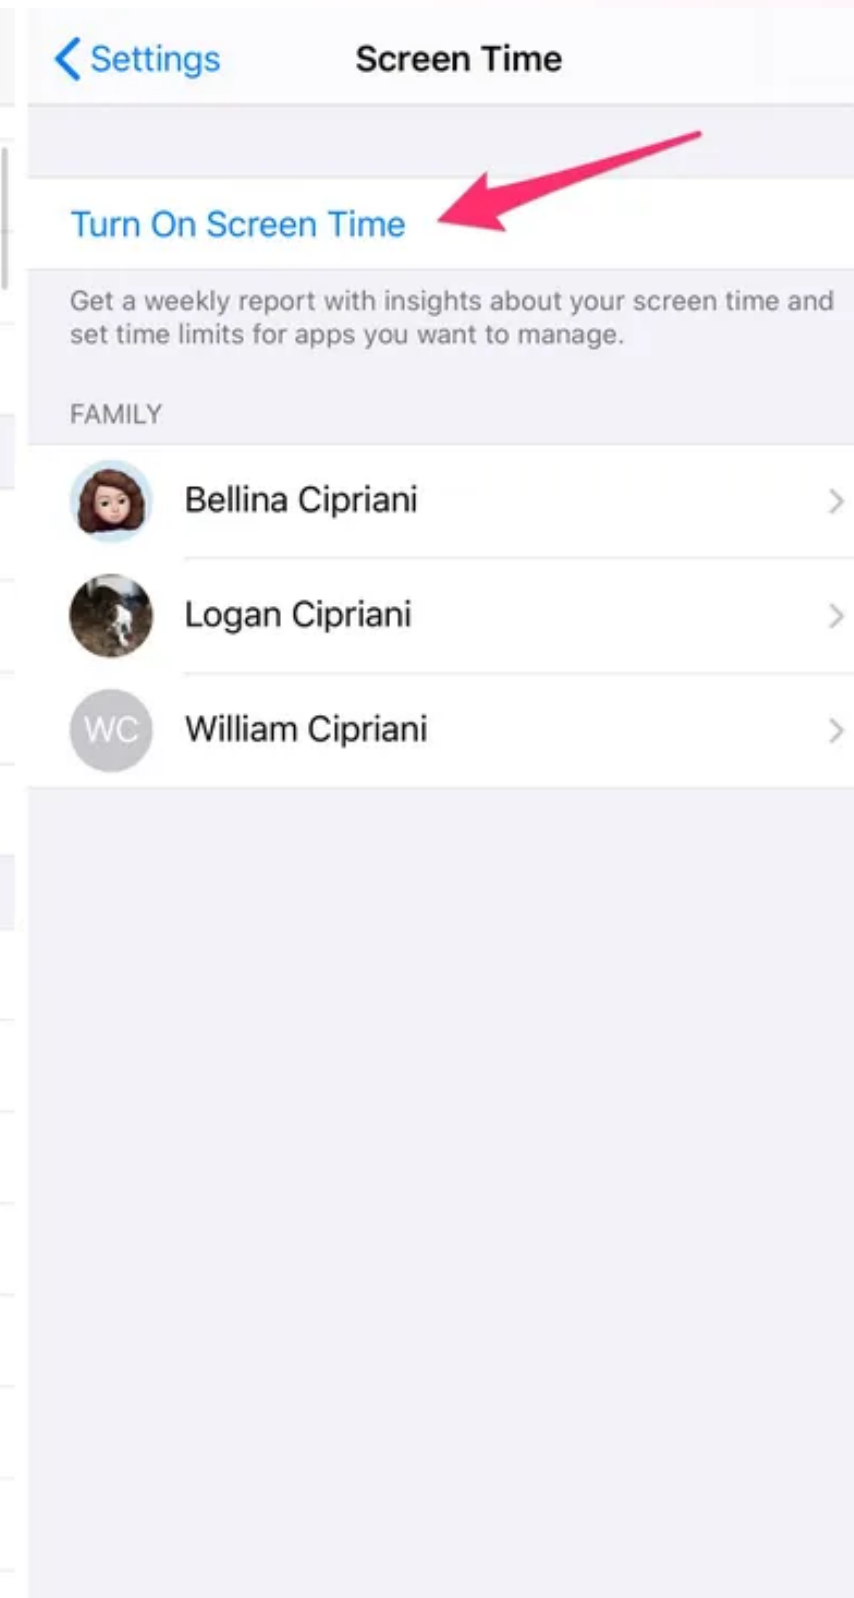 Settings
Screen Time
Turn On Screen Time
Get a weekly report with insights about your screen time and
set time limits for apps you want to manage.
FAMILY
Bellina Cipriani
Logan Cipriani
WC
William Cipriani